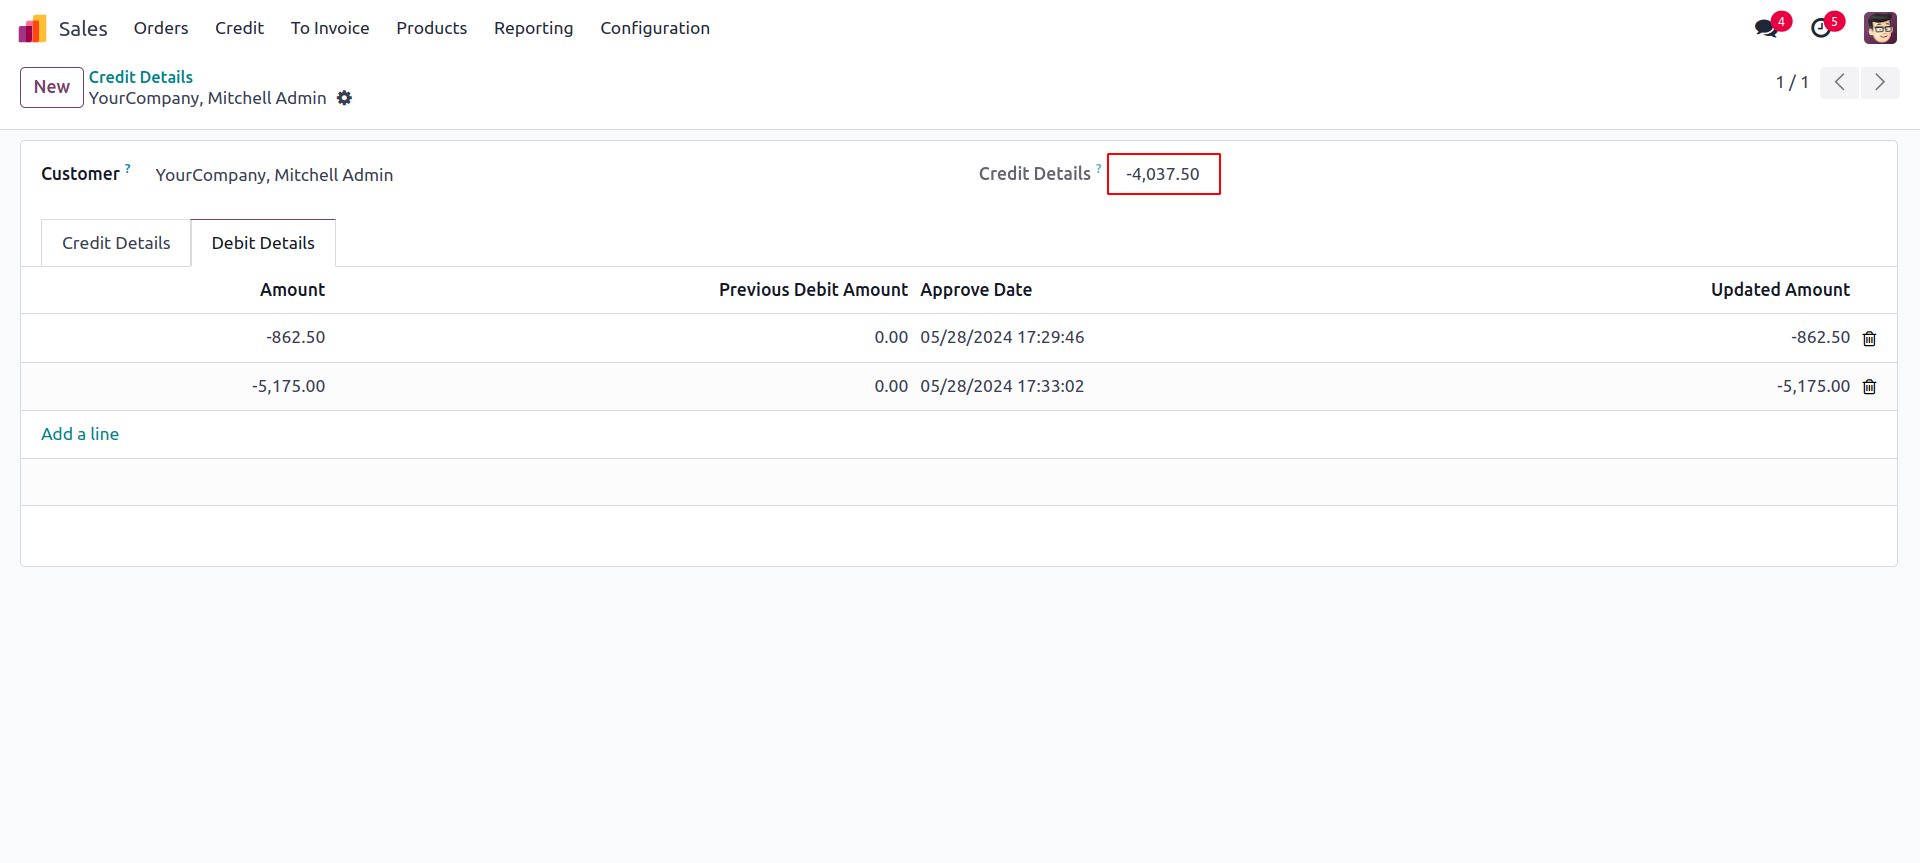 Sales Orders Credit To Invoice Products Reporting Configuration 4 5
New Credit Details
YourCompany, Mitchell Admin 1 / 1
Customer ? YourCompany, Mitchell Admin Credit Details ? -4,037.50
Credit Details Debit Details
Amount Previous Debit Amount Approve Date Updated Amount
-862.50 0.00 05/28/2024 17:29:46 -862.50
-5,175.00 0.00 05/28/2024 17:33:02 -5,175.00
Add a line